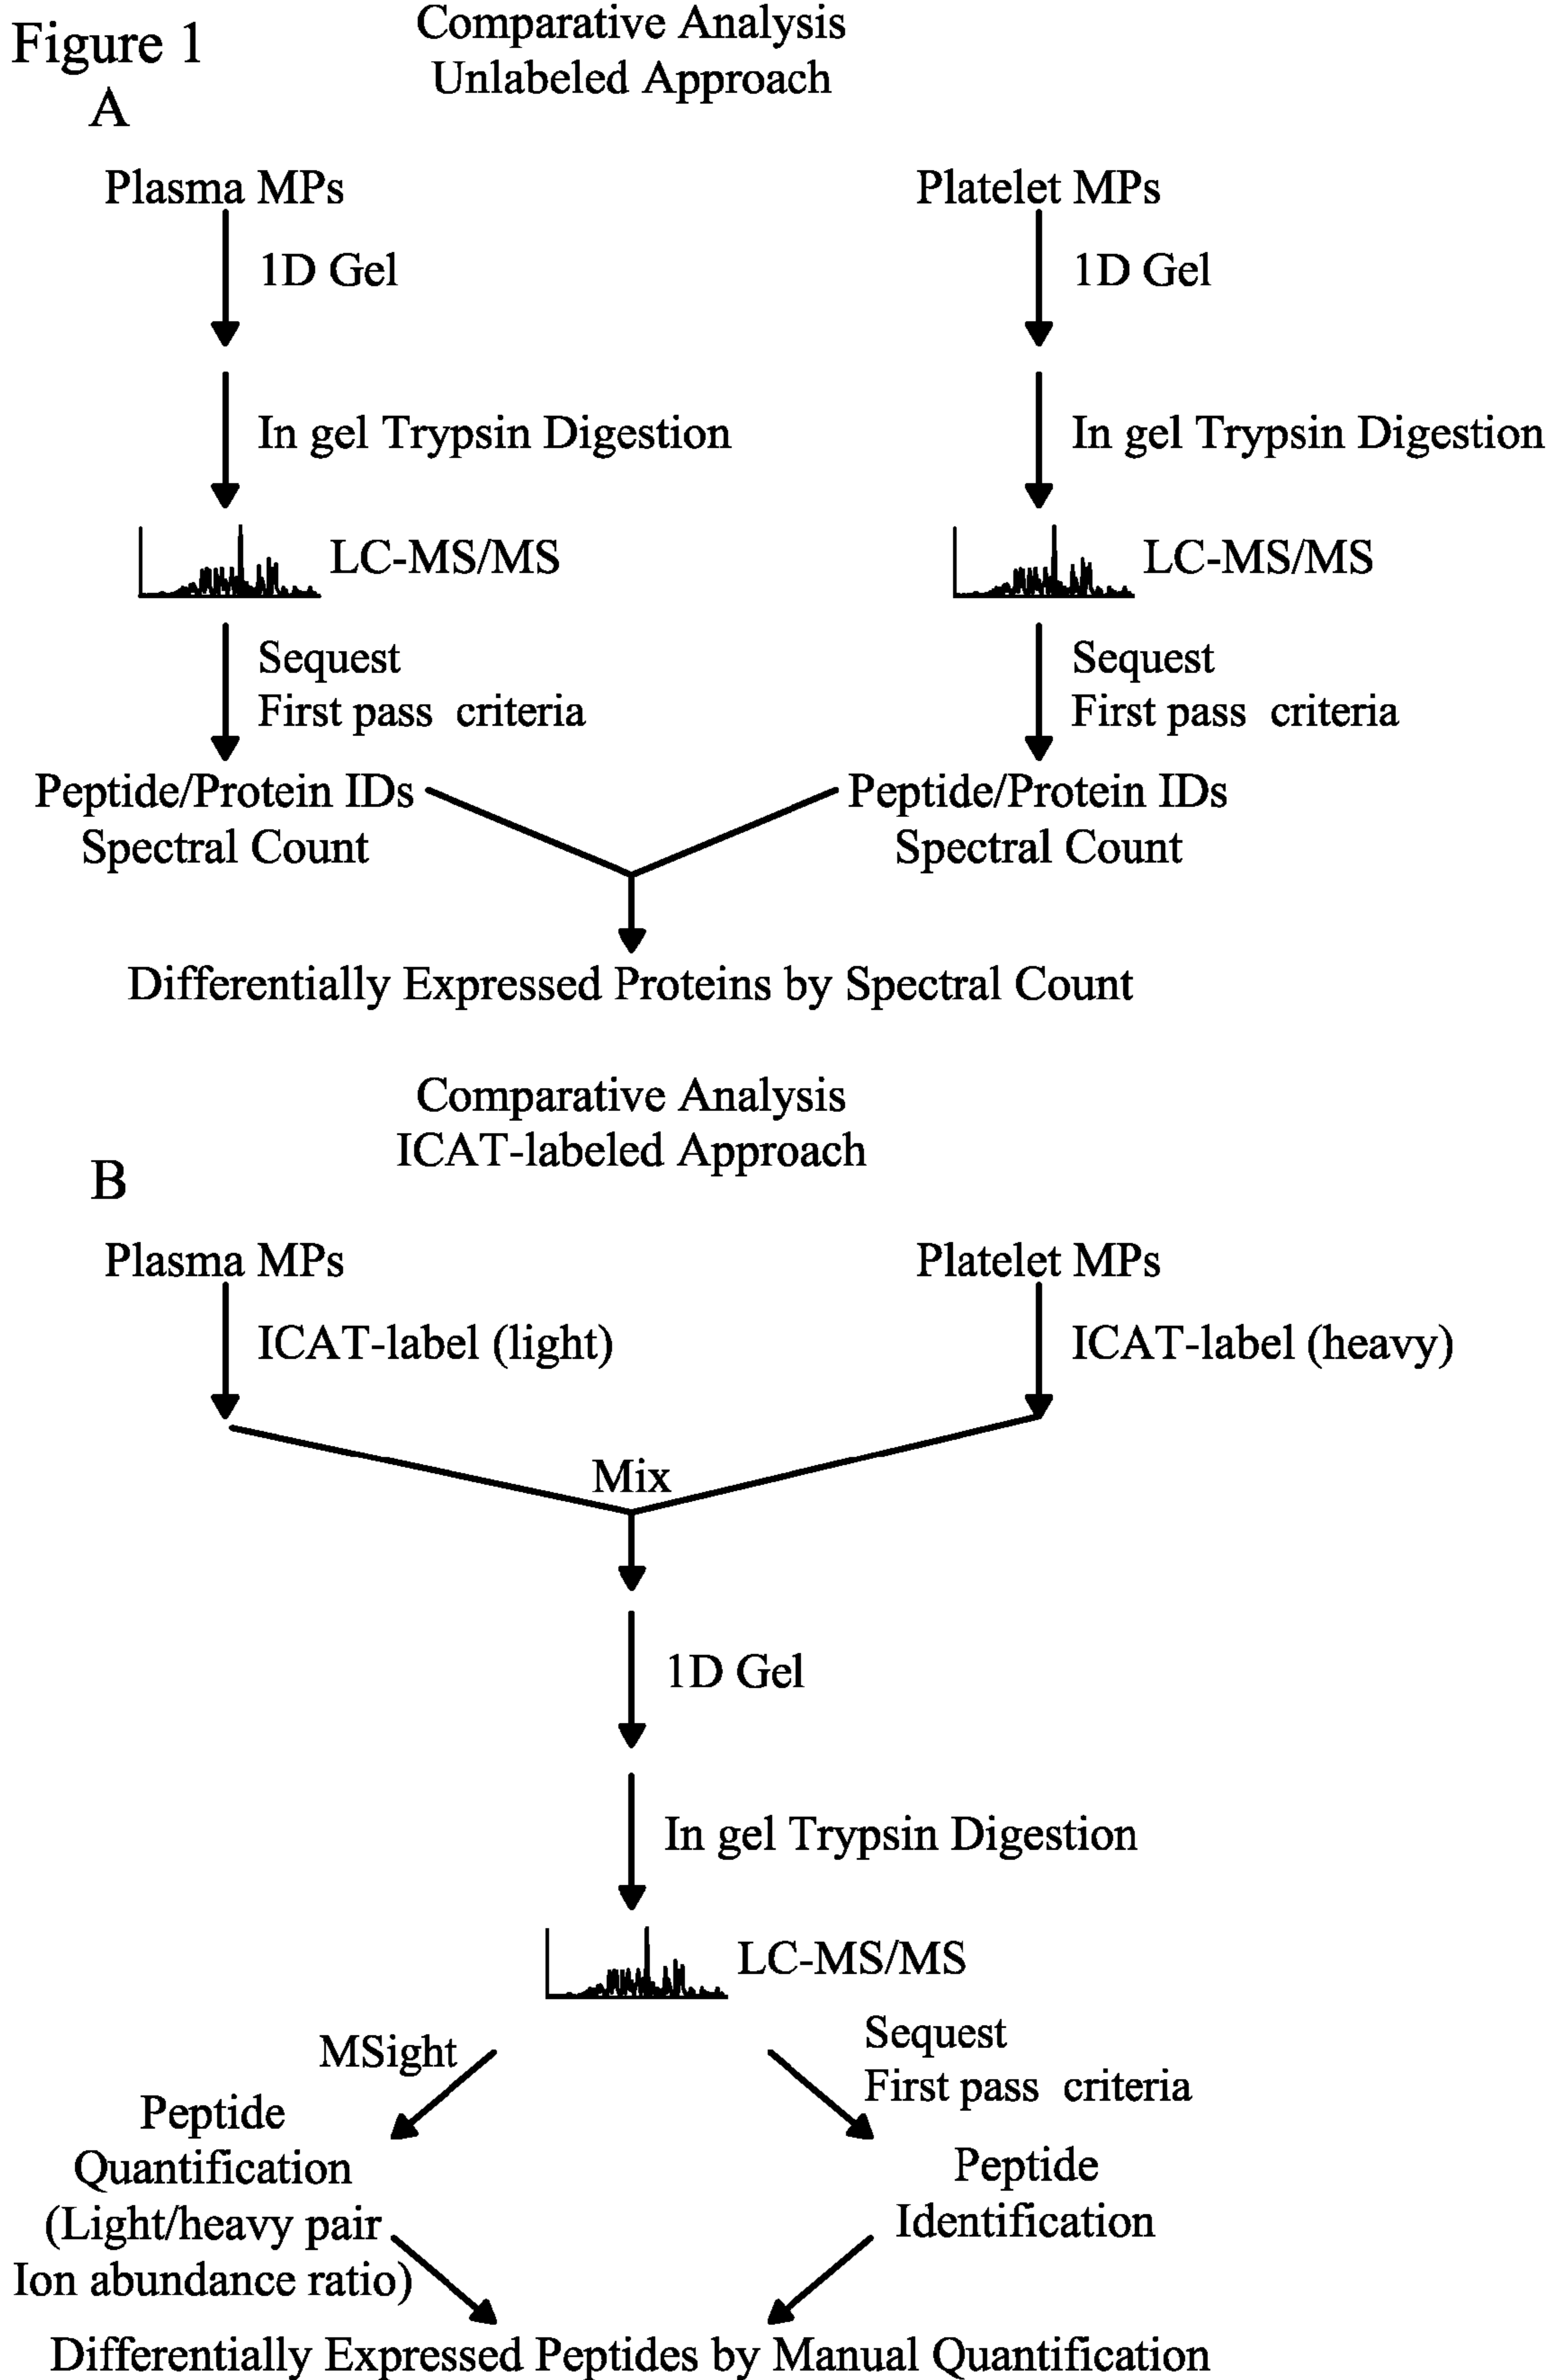 Figure 1
Comparative Analysis
Unlabeled Approach
A
Plasma MPs
Platelet MPs
1D Gel
1D Gel
In gel Trypsin Digestion
In gel Trypsin Digestion
LC-MS/MS
LC-MS/MS
Sequest
First pass criteria
Sequest
First pass criteria
Peptide/Protein IDs
Spectral Count
Peptide/Protein IDs
Spectral Count
Differentially Expressed Proteins by Spectral Count
Comparative Analysis
ICAT-labeled Approach
B
Plasma MPs
Platelet MPs
ICAT-label (light)
ICAT-label (heavy)
Mix
1D Gel
In gel Trypsin Digestion
LC-MS/MS
MSight
Sequest
First pass criteria
Peptide
Quantification
(Light/heavy pair
Ion abundance ratio)
Peptide
Identification
Differentially Expressed Peptides by Manual Quantification